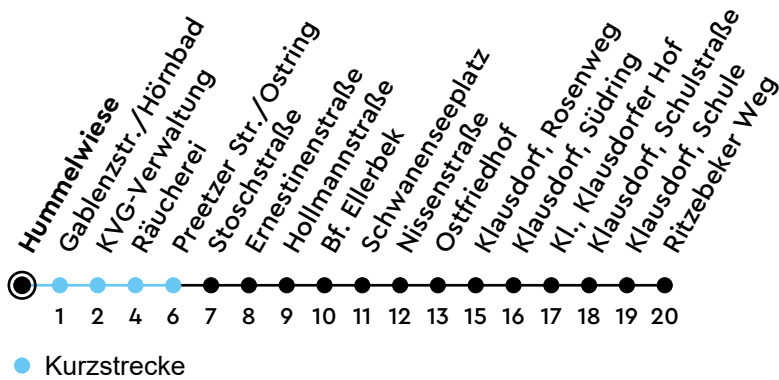 Hummelwiese
Gablenzstr./Hörnbad
KVG-Verwaltung
Räucherei
Preetzer Str./Ostring
Stoschstraße
Ernestinenstraße
Hollmannstraße
Bf. Ellerbek
Schwanenseeplatz
Nissenstraße
Ostfriedhof
Klausdorf, Rosenweg
Klausdorf, Südring
Kl., Klausdorfer Hof
Klausdorf, Schulstraße
Klausdorf, Schule
Ritzebeker Weg
1 2 4 6 7 8 9 10 11 12 13 15 16 17 18 19 20
Kurzstrecke